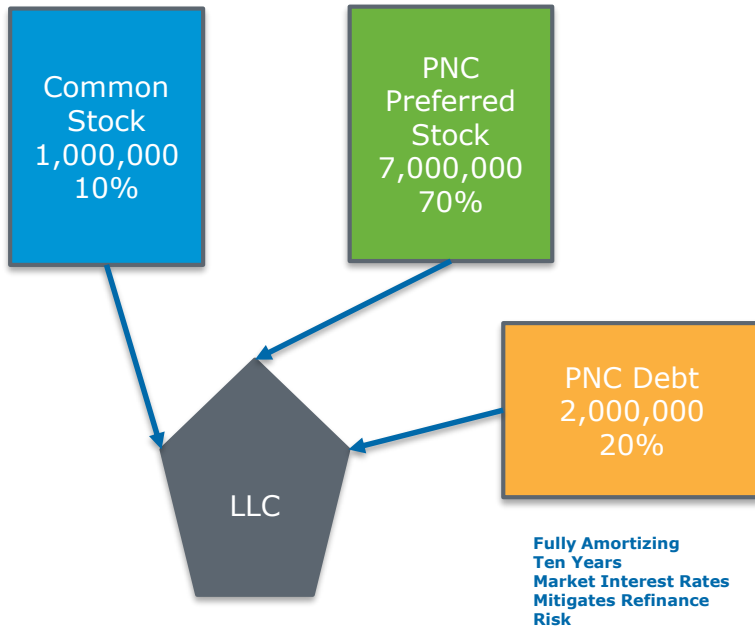 Common
Stock
1,000,000
10%
PNC
Preferred
Stock
7,000,000
70%
PNC Debt
2,000,000
20%
LLC
Fully Amortizing
Ten Years
Market Interest Rates
Mitigates Refinance
Risk